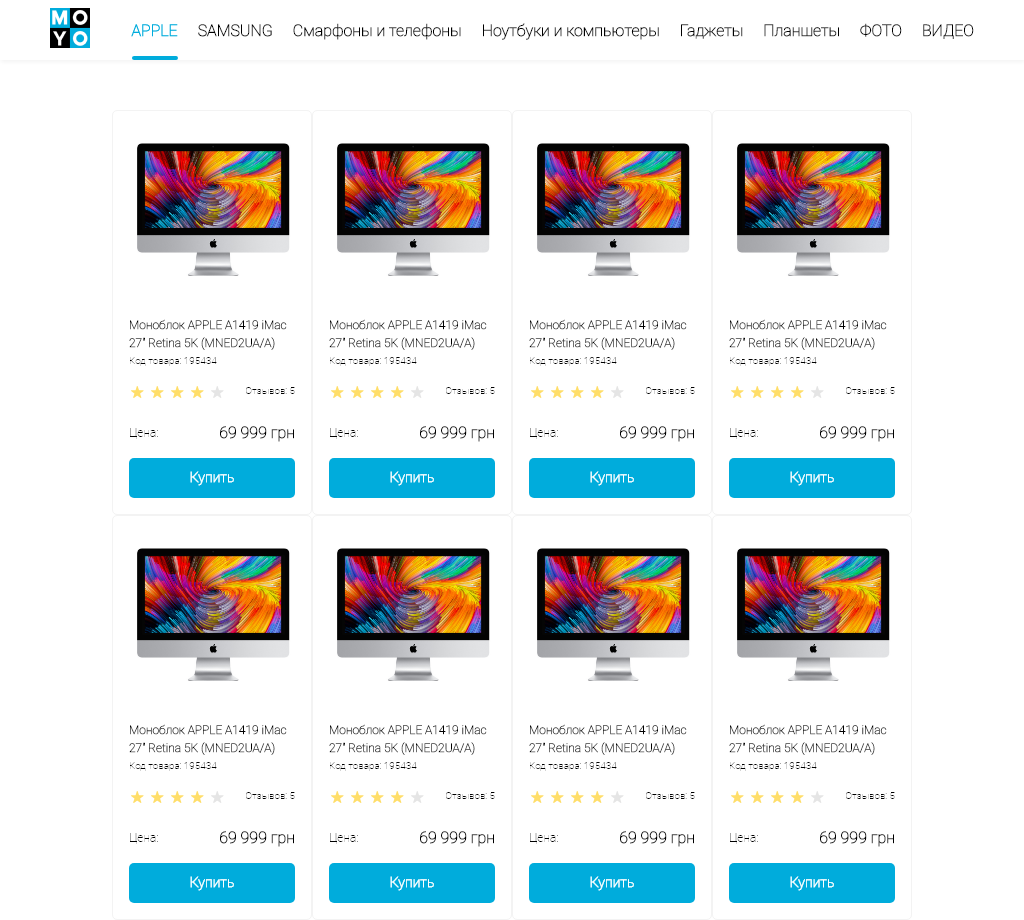 MO
YO
APPLE SAMSUNG Смарфоны и телефоны Ноутбуки и компьютеры Гаджеты Планшеты ФОТО ВИДЕО
Моноблок APPLE A1419 iMac
27" Retina 5K (MNED2UA/A)
Код товара: 195434
Отзывов: 5
Цена: 69 999 грн
Купить
Моноблок APPLE A1419 iMac
27" Retina 5K (MNED2UA/A)
Код товара: 195434
Отзывов: 5
Цена: 69 999 грн
Купить
Моноблок APPLE A1419 iMac
27" Retina 5K (MNED2UA/A)
Код товара: 195434
Отзывов: 5
Цена: 69 999 грн
Купить
Моноблок APPLE A1419 iMac
27" Retina 5K (MNED2UA/A)
Код товара: 195434
Отзывов: 5
Цена: 69 999 грн
Купить
Моноблок APPLE A1419 iMac
27" Retina 5K (MNED2UA/A)
Код товара: 195434
Отзывов: 5
Цена: 69 999 грн
Купить
Моноблок APPLE A1419 iMac
27" Retina 5K (MNED2UA/A)
Код товара: 195434
Отзывов: 5
Цена: 69 999 грн
Купить
Моноблок APPLE A1419 iMac
27" Retina 5K (MNED2UA/A)
Код товара: 195434
Отзывов: 5
Цена: 69 999 грн
Купить
Моноблок APPLE A1419 iMac
27" Retina 5K (MNED2UA/A)
Код товара: 195434
Отзывов: 5
Цена: 69 999 грн
Купить